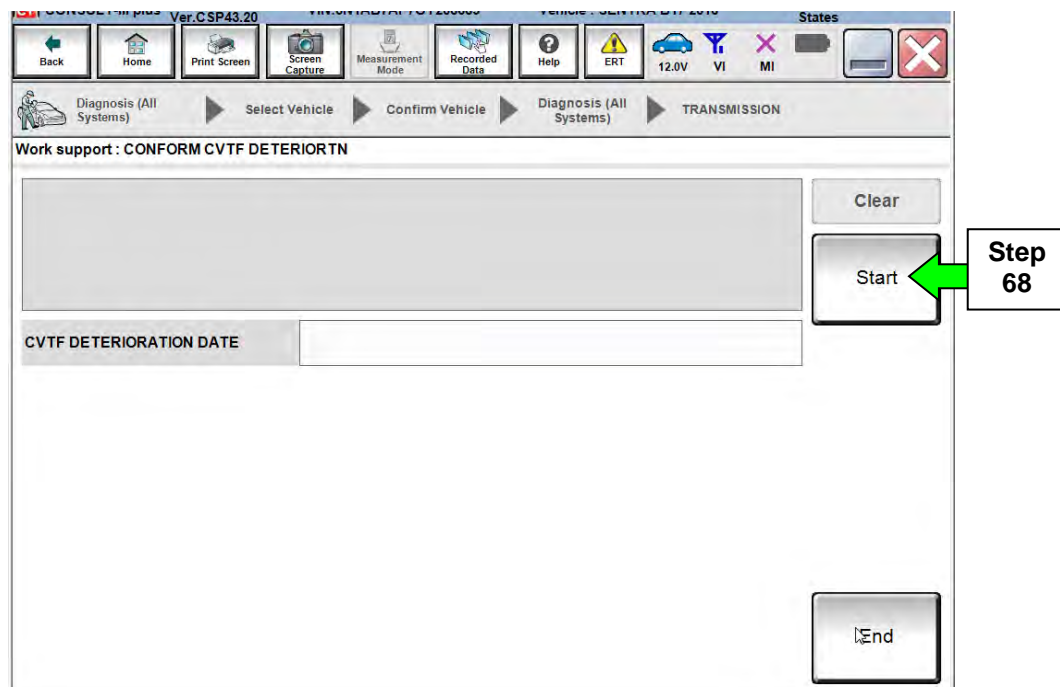 Ver.CSP43.20
States
Back
Home
Print Screen
Screen
Capture
Measurement
Mode
Recorded
Data
Help
ERT
12.0V
VI
MI
Diagnosis (All
Systems)
Select Vehicle
Confirm Vehicle
Diagnosis (All
Systems)
TRANSMISSION
Work support : CONFORM CVTF DETERIORTN
Clear
Start
Step
68
CVTF DETERIORATION DATE
End